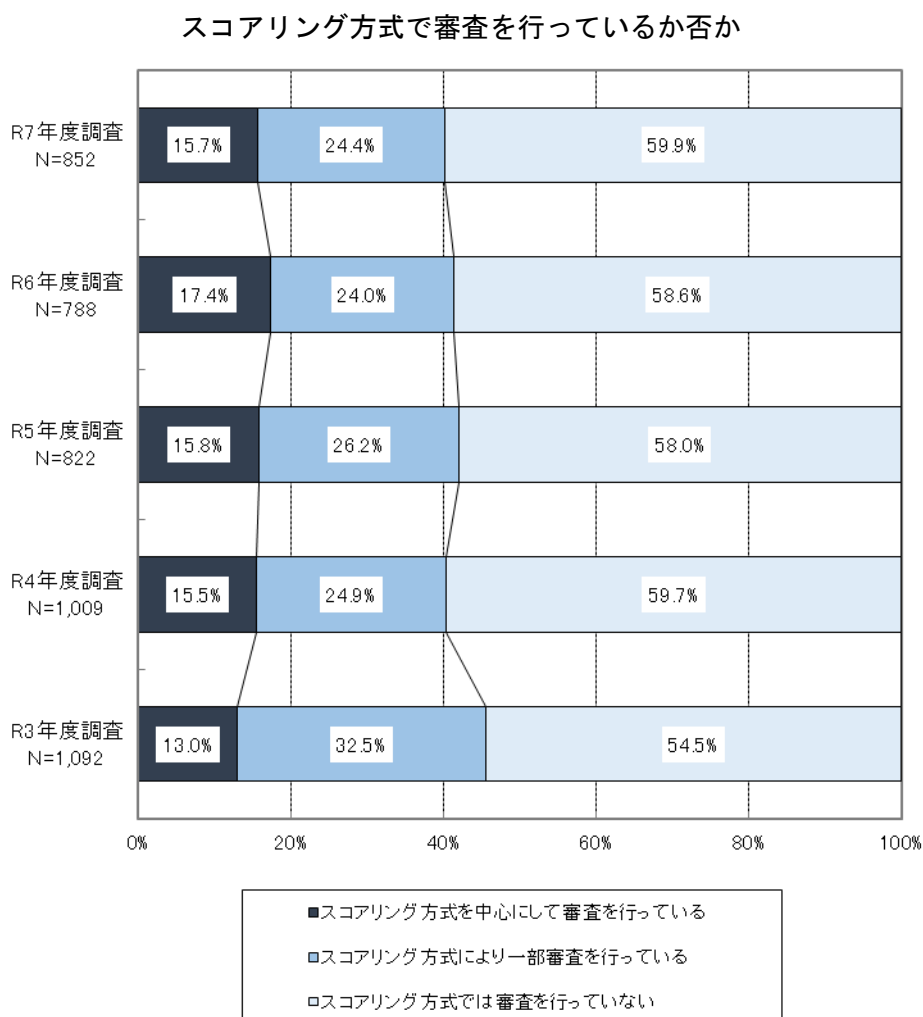 スコアリング方式で審査を行っているか否か
R7年度調査
N=852
15.7%
24.4%
59.9%
R6年度調査
N=788
17.4%
24.0%
58.6%
R5年度調査
N=822
15.8%
26.2%
58.0%
R4年度調査
N=1,009
15.5%
24.9%
59.7%
R3年度調査
N=1,092
13.0%
32.5%
54.5%
0%
20%
40%
60%
80%
100%
■スコアリング方式を中心にして審査を行っている
■スコアリング方式により一部審査を行っている
□スコアリング方式では審査を行っていない